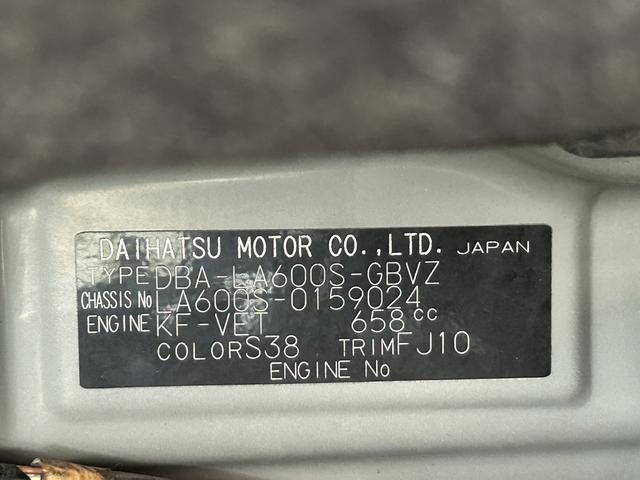 DAIHATSU MOTOR CO.,LTD. JAPAN
TYPE DBA-LA600S-GBVZ
CHASSIS No LA600S-0159024
ENGINE KF-VET 658cc
COLOR S38 TRIM FJ10
ENGINE No